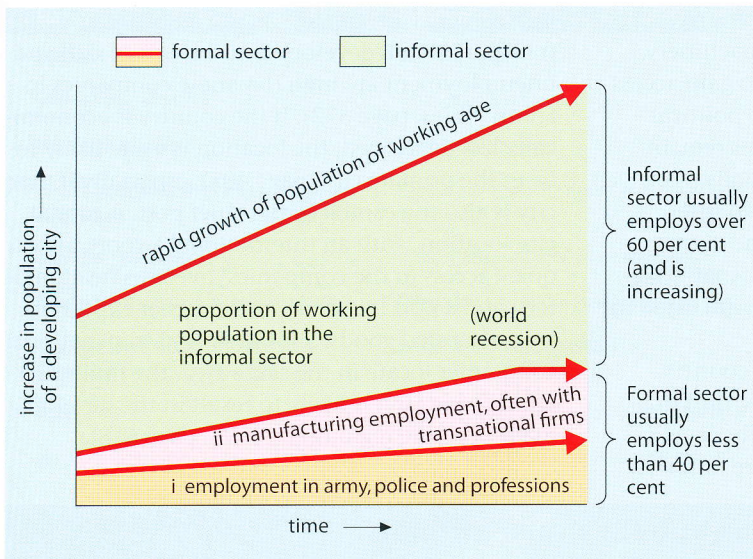 formal sector
informal sector
increase in population
of a developing city
rapid growth of population of working age
proportion of working
population in the
informal sector
(world
recession)
ii manufacturing employment, often with
transnational firms
i employment in army, police and professions
time
Informal
sector usually
employs over
60 per cent
(and is
increasing)
Formal sector
usually
employs less
than 40 per
cent